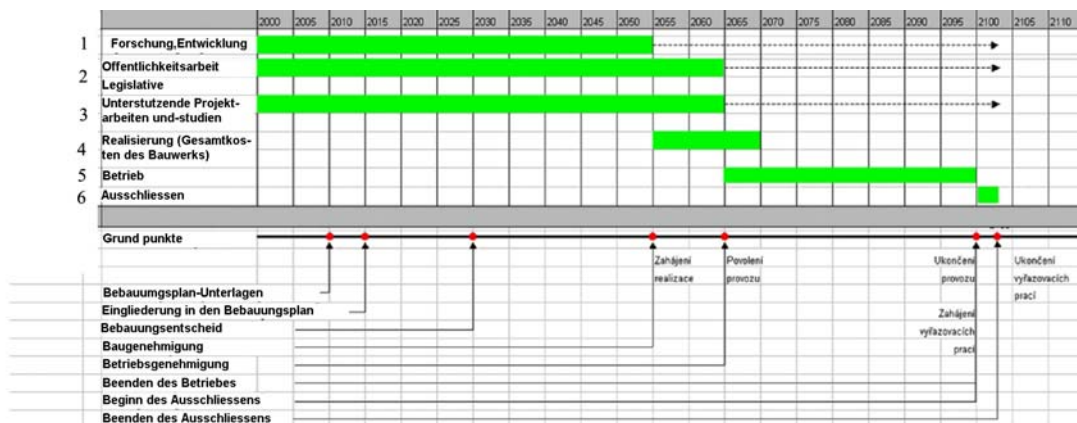 2000 2005 2010 2015 2020 2025 2030 2035 2040 2045 2050 2055 2060 2065 2070 2075 2080 2085 2090 2095 2100 2105 2110
1 Forschung,Entwicklung
2 Offentlichkeitsarbeit
Legislative
3 Unterstutzende Projekt-
arbeiten und-studien
4 Realisierung (Gesamtkos-
ten des Bauwerks)
5 Betrieb
6 Ausschliessen
Grund punkte
Zahájení
realizace
Povolení
provozu
Ukončení
provozu
Zahájení
vyřazovacích
prací
Ukončení
vyřazovacích
prací
Bebaumgsplan-Unterlagen
Eingliederung in den Bebauungsplan
Bebauungsentscheid
Baugenehmigung
Betriebsgenehmigung
Beenden des Betriebes
Beginn des Ausschliessens
Beenden des Ausschliessens